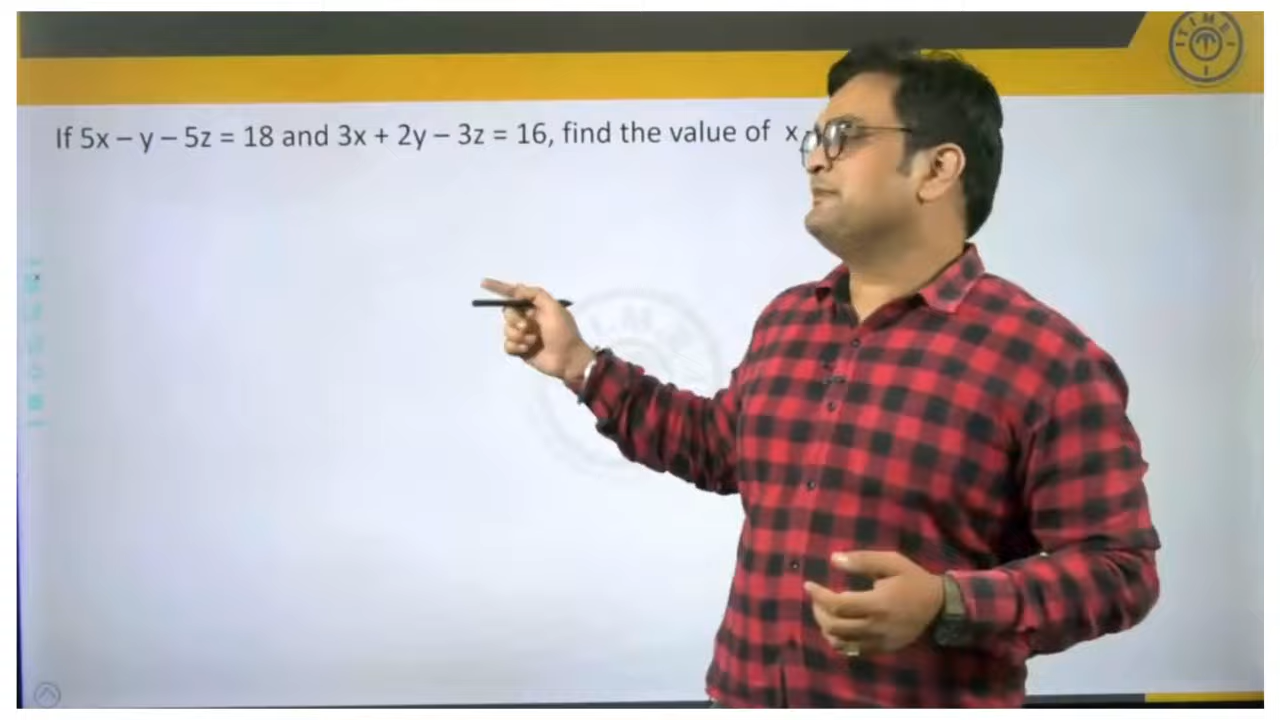 T.I.M.E.
If 5x – y – 5z = 18 and 3x + 2y – 3z = 16, find the value of x